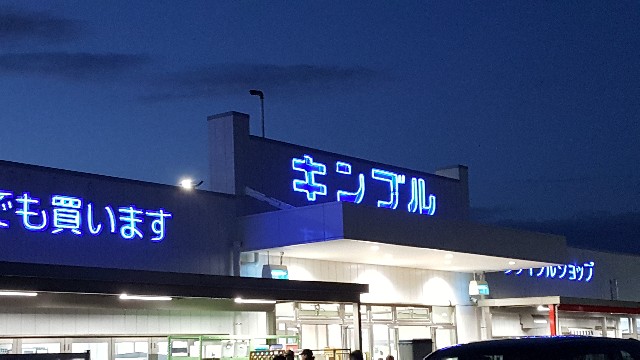 でも買います
キンブル
リサイクルショップ